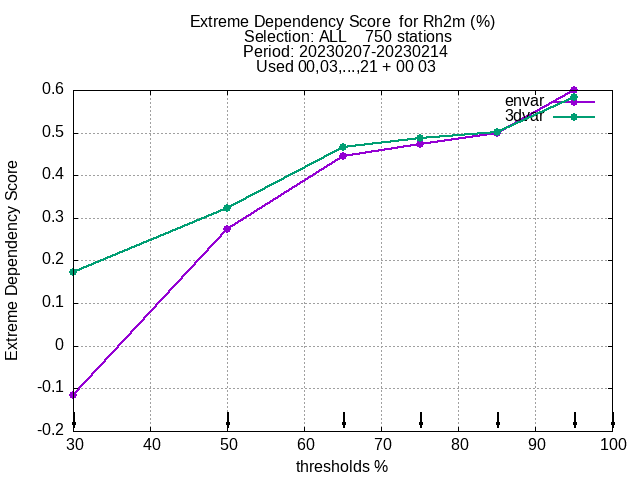 Extreme Dependency Score  for Rh2m (%)
Selection: ALL    750 stations
Period: 20230207-20230214
Used 00,03,...,21 + 00 03
envar
3dvar
Extreme Dependency Score
0.6
0.5
0.4
0.3
0.2
0.1
0
-0.1
-0.2
30 40 50 60 70 80 90 100
thresholds %